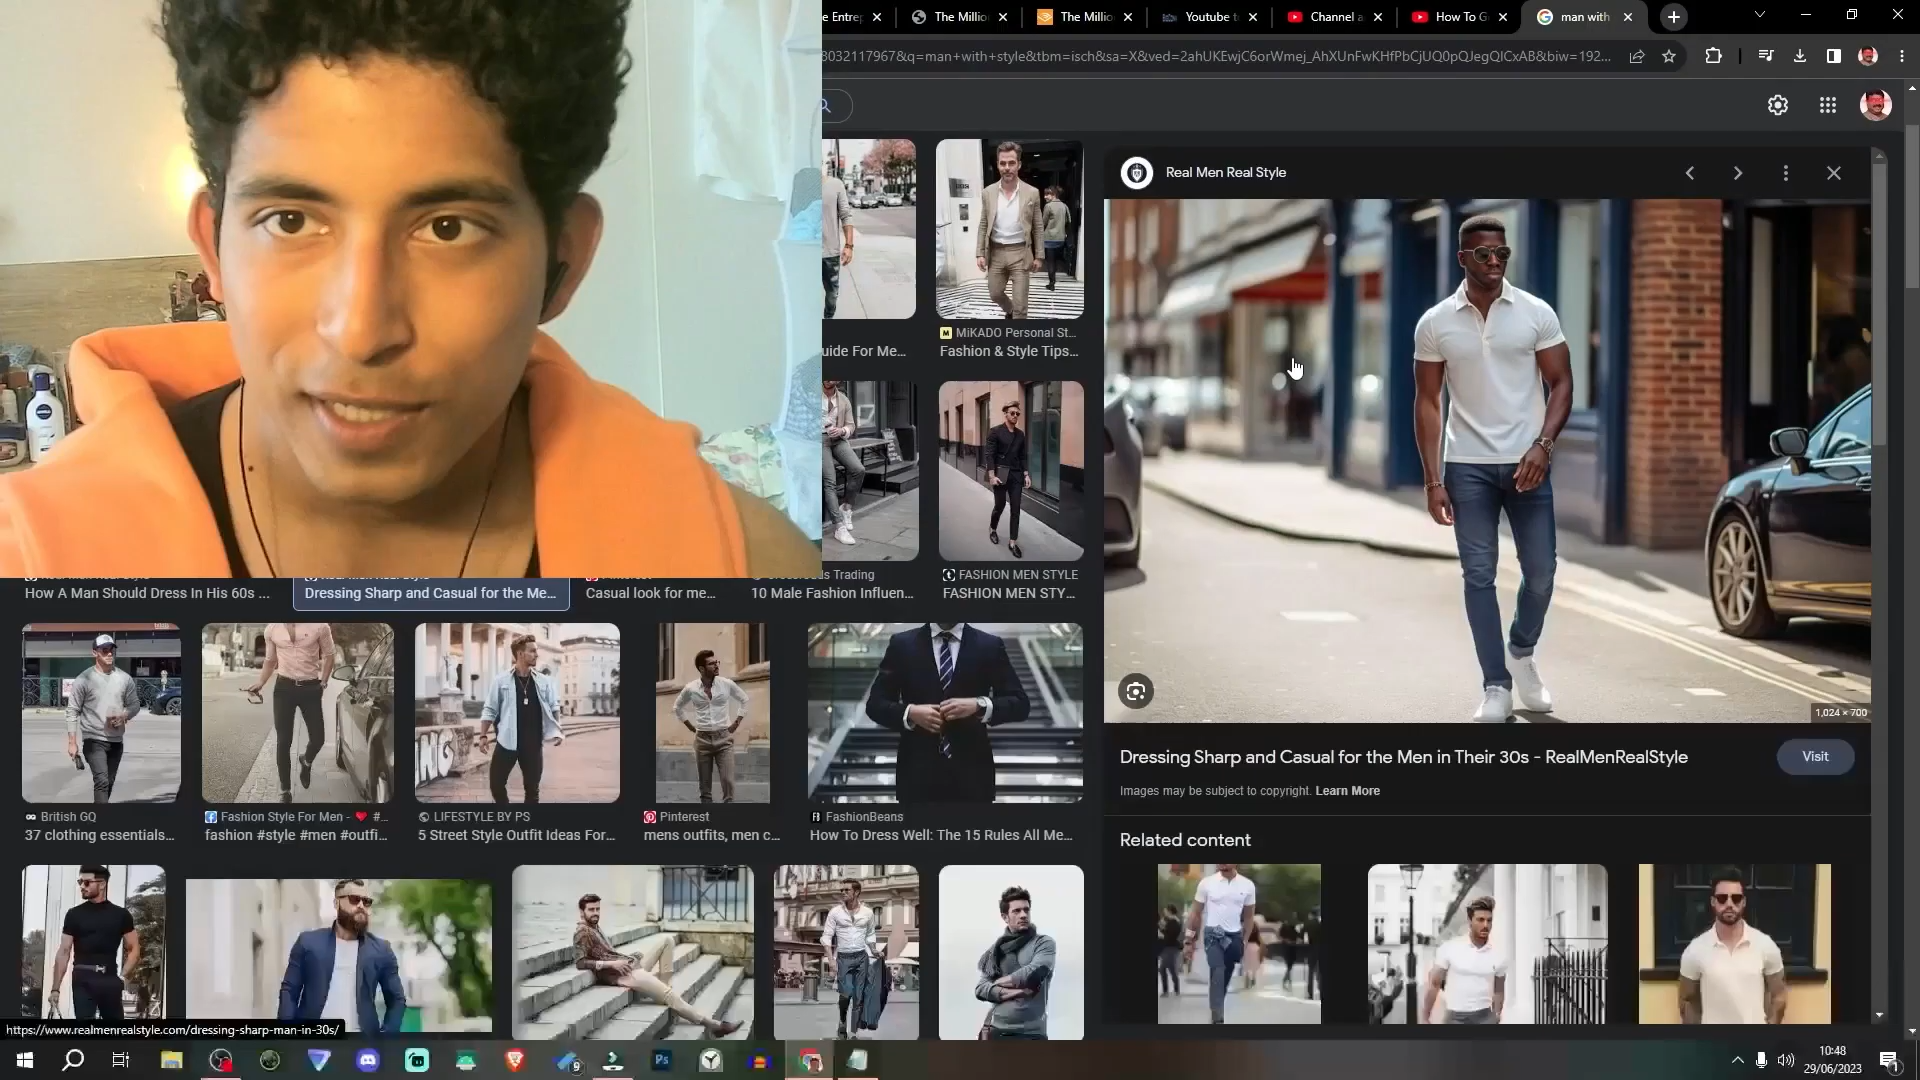 e Entrep
The Millio
The Millio
Youtube t
Channel a
How To G
man with
8032117967&q=man+with+style&tbm=isch&sa=X&ved=2ahUKEwjC6orWmej_AhXUnFwKHfPbCjUQ0pQJegQICxAB&biw=192...
Real Men Real Style
MiKADO Personal St...
uide For Me...
Fashion & Style Tips...
Trading
FASHION MEN STYLE
How A Man Should Dress In His 60s ...
Dressing Sharp and Casual for the Me...
Casual look for me...
10 Male Fashion Influen...
FASHION MEN STY...
1,024 × 700
Dressing Sharp and Casual for the Men in Their 30s - RealMenRealStyle
Visit
Images may be subject to copyright. Learn More
British GQ
Fashion Style For Men - ❤ #...
LIFESTYLE BY PS
Pinterest
FashionBeans
37 clothing essentials...
fashion #style #men #outfi...
5 Street Style Outfit Ideas For...
mens outfits, men c...
How To Dress Well: The 15 Rules All Me...
Related content
https://www.realmenrealstyle.com/dressing-sharp-man-in-30s/
Ps
9
10:48
29/06/2023
1